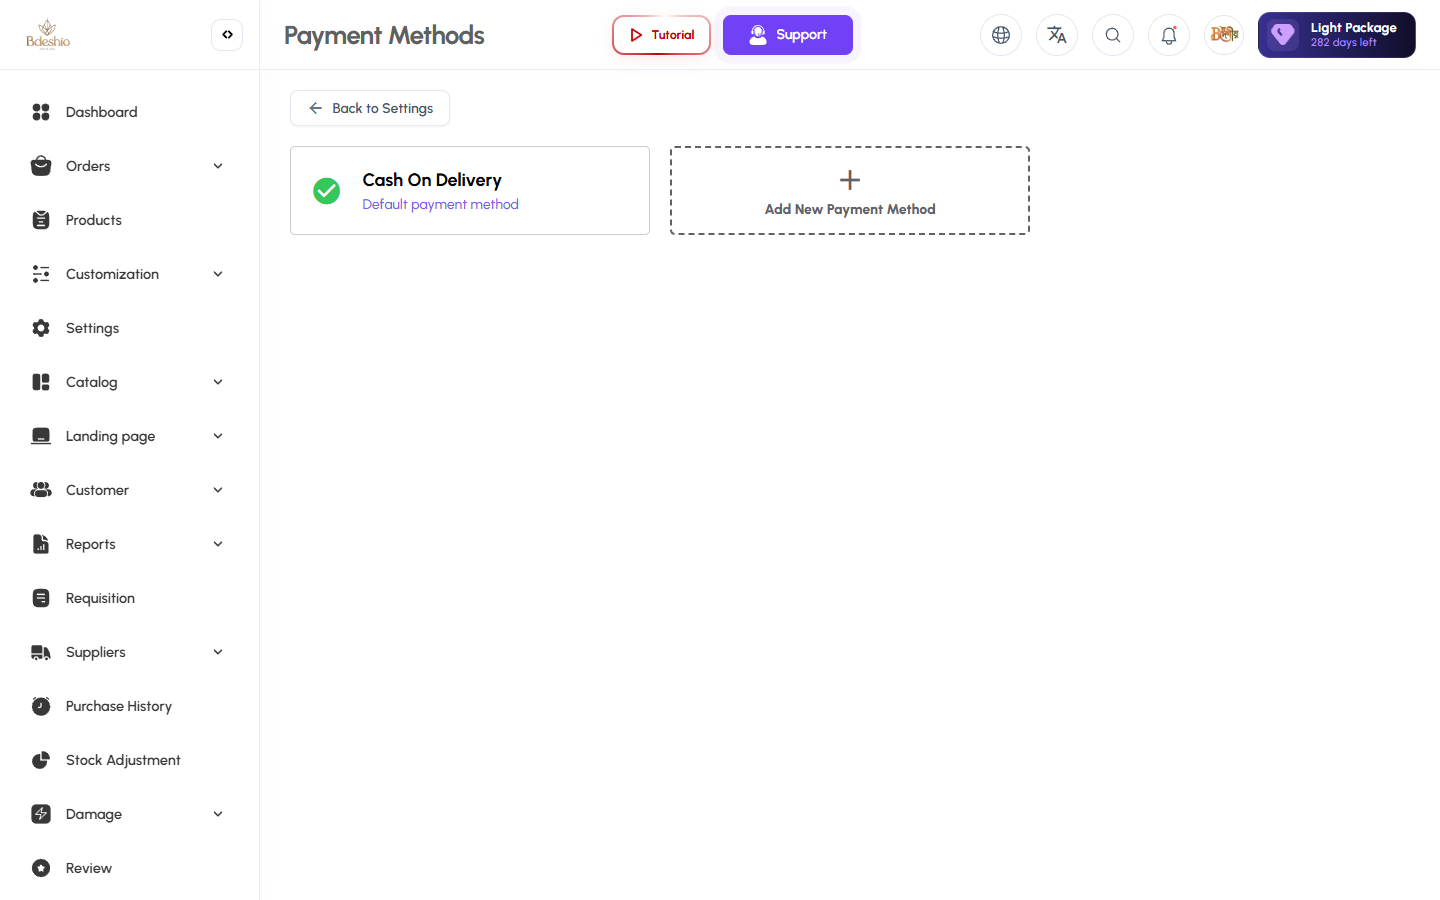 Bdeshio
Payment Methods
Tutorial
Support
Light Package
282 days left
Dashboard
Orders
Products
Customization
Settings
Catalog
Landing page
Customer
Reports
Requisition
Suppliers
Purchase History
Stock Adjustment
Damage
Review
Back to Settings
Cash On Delivery
Default payment method
Add New Payment Method